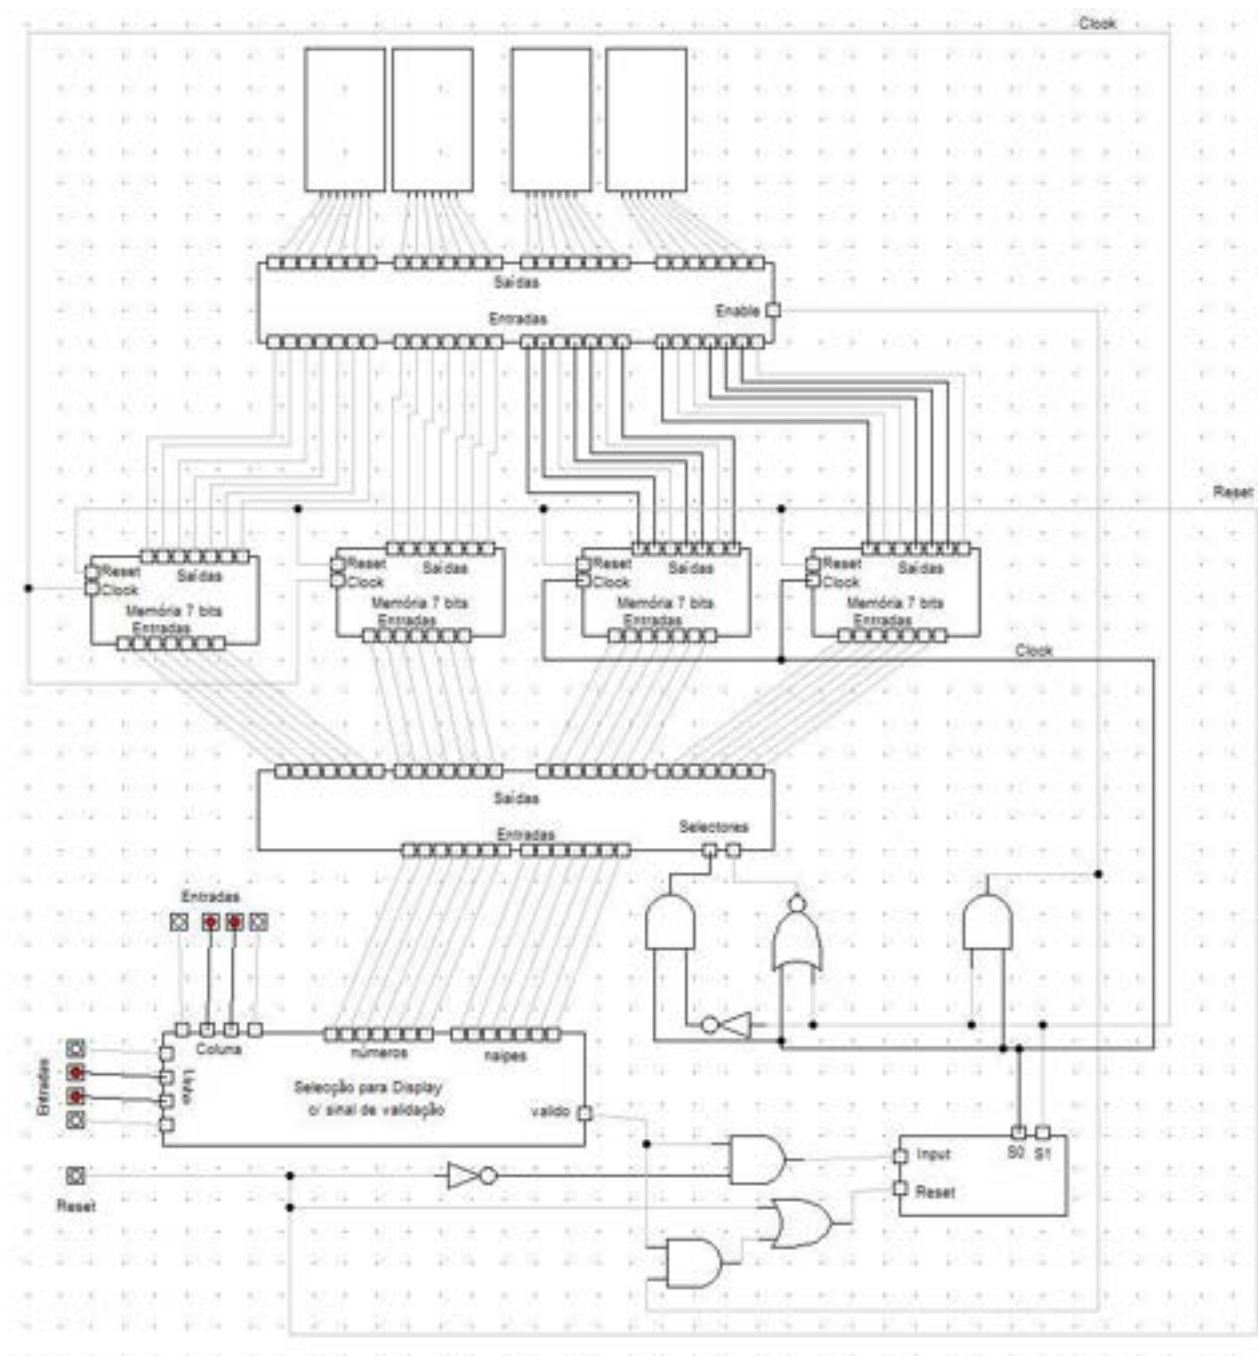 Clock
Saídas
Enable
Entradas
Reset
Reset
Saídas
Clock
Memória 7 bits
Entradas
Reset
Saídas
Clock
Memória 7 bits
Entradas
Reset
Saídas
Clock
Memória 7 bits
Entradas
Reset
Saídas
Clock
Memória 7 bits
Entradas
Clock
Saídas
Entradas
Selectores
Entradas
Coluna
números
naipes
Entradas
Linha
Selecção para Display
c/ sinal de validação
valido
Reset
Input
S0
S1
Reset